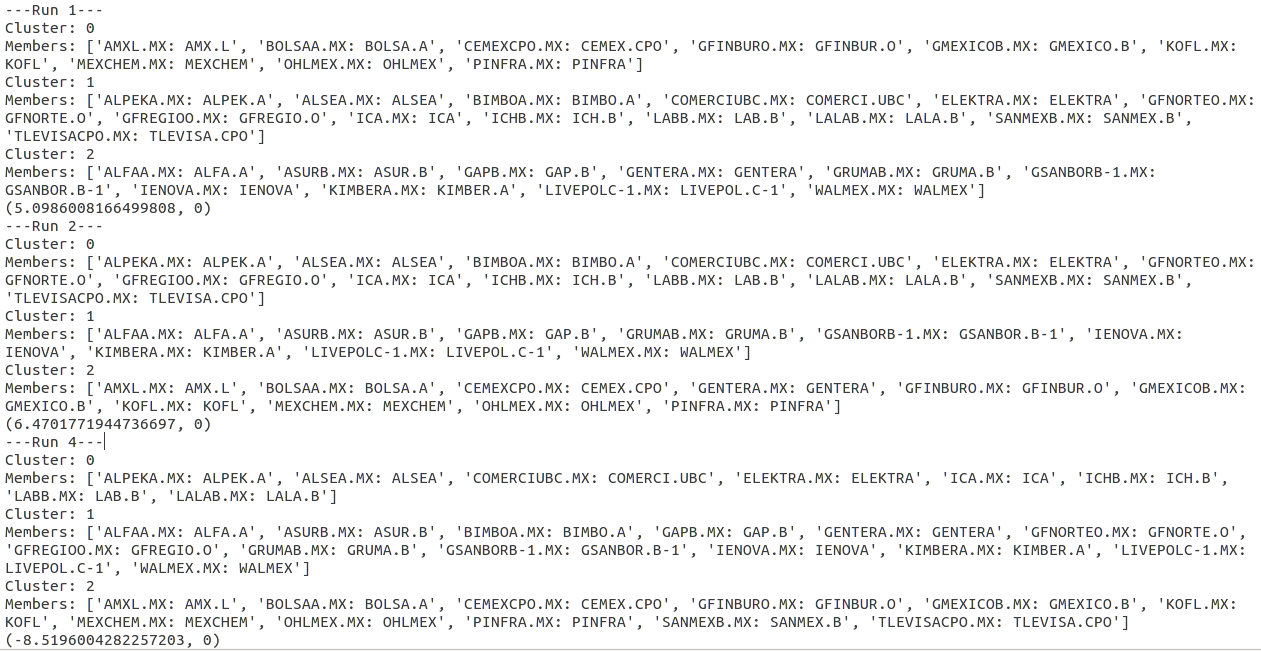 ---Run 1---
Cluster: 0
Members: ['AMXL.MX: AMX.L', 'BOLSAA.MX: BOLSA.A', 'CEMEXCPO.MX: CEMEX.CPO', 'GFINBURO.MX: GFINBUR.O', 'GMEXICOB.MX: GMEXICO.B', 'KOFL.MX:
KOFL', 'MEXCHEM.MX: MEXCHEM', 'OHLMEX.MX: OHLMEX', 'PINFRA.MX: PINFRA']
Cluster: 1
Members: ['ALPEKA.MX: ALPEK.A', 'ALSEA.MX: ALSEA', 'BIMBOA.MX: BIMBO.A', 'COMERCIUBC.MX: COMERCI.UBC', 'ELEKTRA.MX: ELEKTRA', 'GFNORTEO.MX:
GFNORTE.O', 'GFREGIOO.MX: GFREGIO.O', 'ICA.MX: ICA', 'ICHB.MX: ICH.B', 'LABB.MX: LAB.B', 'LALAB.MX: LALA.B', 'SANMEXB.MX: SANMEX.B',
'TLEVISACPO.MX: TLEVISA.CPO']
Cluster: 2
Members: ['ALFAA.MX: ALFA.A', 'ASURB.MX: ASUR.B', 'GAPB.MX: GAP.B', 'GENTERA.MX: GENTERA', 'GRUMAB.MX: GRUMA.B', 'GSANBORB-1.MX:
GSANBOR.B-1', 'IENOVA.MX: IENOVA', 'KIMBERA.MX: KIMBER.A', 'LIVEPOLC-1.MX: LIVEPOL.C-1', 'WALMEX.MX: WALMEX']
(5.0986008166499808, 0)
---Run 2---
Cluster: 0
Members: ['ALPEKA.MX: ALPEK.A', 'ALSEA.MX: ALSEA', 'BIMBOA.MX: BIMBO.A', 'COMERCIUBC.MX: COMERCI.UBC', 'ELEKTRA.MX: ELEKTRA', 'GFNORTEO.MX:
GFNORTE.O', 'GFREGIOO.MX: GFREGIO.O', 'ICA.MX: ICA', 'ICHB.MX: ICH.B', 'LABB.MX: LAB.B', 'LALAB.MX: LALA.B', 'SANMEXB.MX: SANMEX.B',
'TLEVISACPO.MX: TLEVISA.CPO']
Cluster: 1
Members: ['ALFAA.MX: ALFA.A', 'ASURB.MX: ASUR.B', 'GAPB.MX: GAP.B', 'GRUMAB.MX: GRUMA.B', 'GSANBORB-1.MX: GSANBOR.B-1', 'IENOVA.MX:
IENOVA', 'KIMBERA.MX: KIMBER.A', 'LIVEPOLC-1.MX: LIVEPOL.C-1', 'WALMEX.MX: WALMEX']
Cluster: 2
Members: ['AMXL.MX: AMX.L', 'BOLSAA.MX: BOLSA.A', 'CEMEXCPO.MX: CEMEX.CPO', 'GENTERA.MX: GENTERA', 'GFINBURO.MX: GFINBUR.O', 'GMEXICOB.MX:
GMEXICO.B', 'KOFL.MX: KOFL', 'MEXCHEM.MX: MEXCHEM', 'OHLMEX.MX: OHLMEX', 'PINFRA.MX: PINFRA']
(6.4701771944736697, 0)
---Run 4---
Cluster: 0
Members: ['ALPEKA.MX: ALPEK.A', 'ALSEA.MX: ALSEA', 'COMERCIUBC.MX: COMERCI.UBC', 'ELEKTRA.MX: ELEKTRA', 'ICA.MX: ICA', 'ICHB.MX: ICH.B',
'LABB.MX: LAB.B', 'LALAB.MX: LALA.B']
Cluster: 1
Members: ['ALFAA.MX: ALFA.A', 'ASURB.MX: ASUR.B', 'BIMBOA.MX: BIMBO.A', 'GAPB.MX: GAP.B', 'GENTERA.MX: GENTERA', 'GFNORTEO.MX: GFNORTE.O',
'GFREGIOO.MX: GFREGIO.O', 'GRUMAB.MX: GRUMA.B', 'GSANBORB-1.MX: GSANBOR.B-1', 'IENOVA.MX: IENOVA', 'KIMBERA.MX: KIMBER.A', 'LIVEPOLC-1.MX:
LIVEPOL.C-1', 'WALMEX.MX: WALMEX']
Cluster: 2
Members: ['AMXL.MX: AMX.L', 'BOLSAA.MX: BOLSA.A', 'CEMEXCPO.MX: CEMEX.CPO', 'GFINBURO.MX: GFINBUR.O', 'GMEXICOB.MX: GMEXICO.B', 'KOFL.MX:
KOFL', 'MEXCHEM.MX: MEXCHEM', 'OHLMEX.MX: OHLMEX', 'PINFRA.MX: PINFRA', 'SANMEXB.MX: SANMEX.B', 'TLEVISACPO.MX: TLEVISA.CPO']
(-8.5196004282257203, 0)